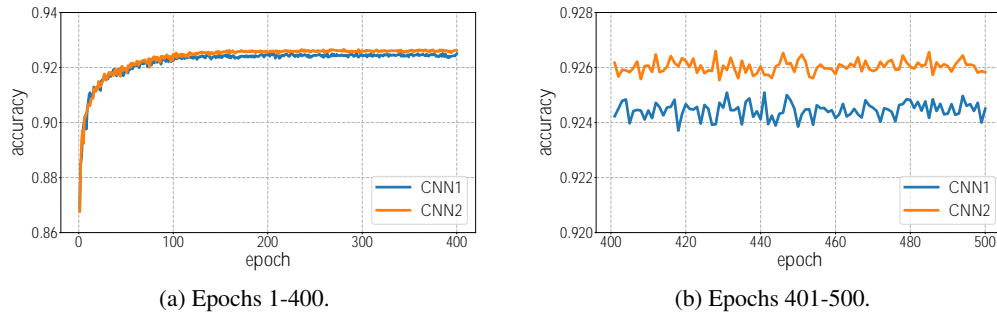 0.94
0.92
0.90
0.88
0.86
accuracy
0
100
200
300
400
epoch
CNN1
CNN2
(a) Epochs 1-400.
0.928
0.926
0.924
0.922
0.920
accuracy
400
420
440
460
480
500
epoch
CNN1
CNN2
(b) Epochs 401-500.